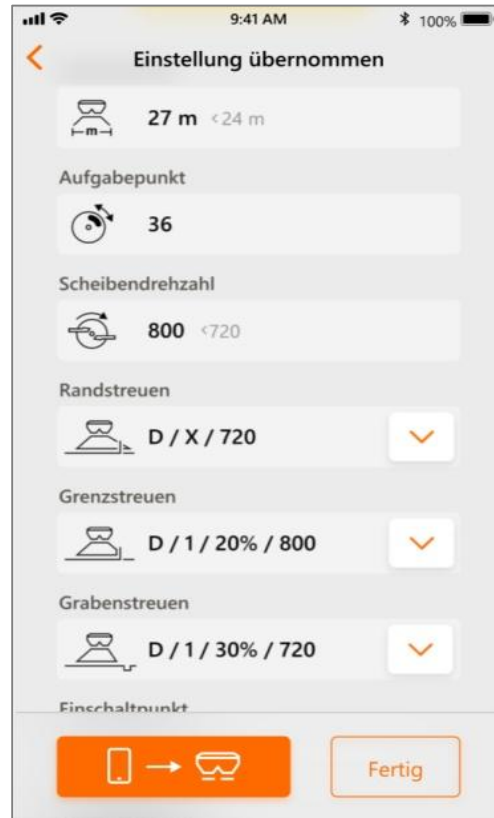 9:41 AM 100%
Einstellung übernommen
m
27 m <24 m
Aufgabepunkt
36
Scheibendrehzahl
800 <720
Randstreuen
D / X / 720
Grenzstreuen
D / 1 / 20% / 800
Grabenstreuen
D / 1 / 30% / 720
Einschaltpunkt
Fertig